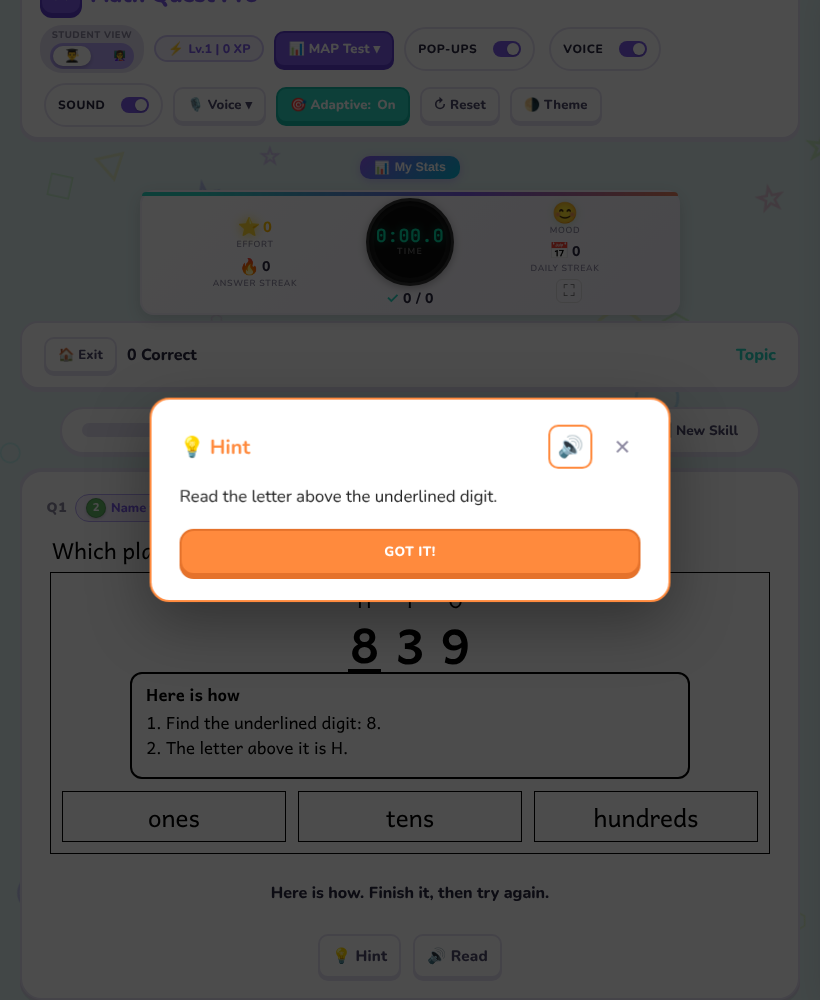 Math Quest Pro
STUDENT VIEW
⚡ Lv.1 | 0 XP
📊 MAP Test ▾
POP-UPS
VOICE
SOUND
🎙️ Voice ▾
🎯 Adaptive: On
↻ Reset
🌗 Theme
📊 My Stats
⭐ 0
EFFORT
🔥 0
ANSWER STREAK
0:00.0
TIME
✓ 0 / 0
😊
MOOD
📅 0
DAILY STREAK
🏠 Exit
0 Correct
Topic
New Skill
💡 Hint
🔊 ✕
Read the letter above the underlined digit.
GOT IT!
Q1
2 Name
Which pla
8 3 9
Here is how
1. Find the underlined digit: 8.
2. The letter above it is H.
ones
tens
hundreds
Here is how. Finish it, then try again.
💡 Hint
🔊 Read